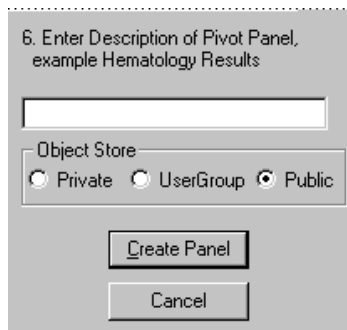 6. Enter Description of Pivot Panel,
example Hematology Results
Object Store
Private UserGroup Public
Create Panel
Cancel